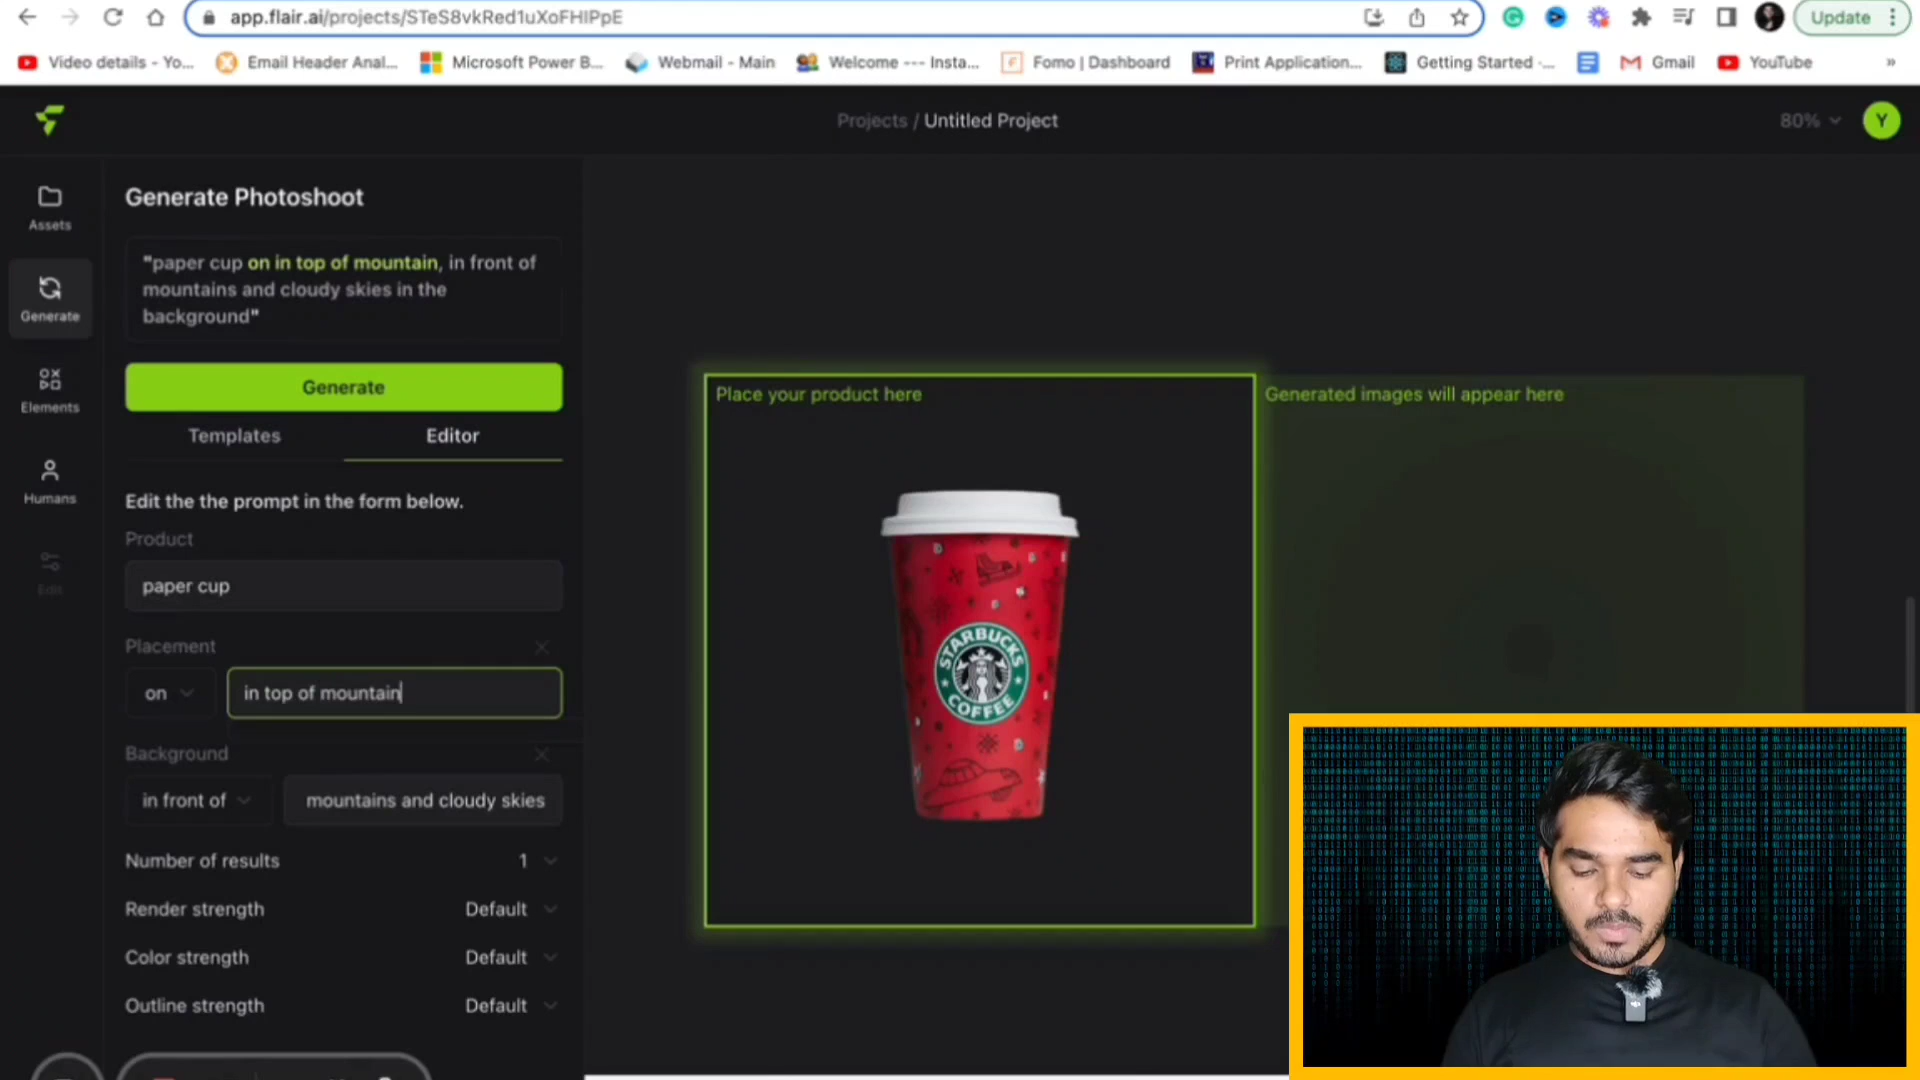 app.flair.ai/projects/STeS8vkRed1uXoFHIPpE
Update
Video details - Yo...
Email Header Anal...
Microsoft Power B...
Webmail - Main
Welcome --- Insta...
Fomo | Dashboard
Print Application...
Getting Started -...
Gmail
YouTube
»
Projects / Untitled Project
80%
Y
Assets
Generate
Elements
Humans
Edit
Generate Photoshoot
"paper cup on in top of mountain, in front of
mountains and cloudy skies in the
background"
Generate
Templates
Editor
Edit the the prompt in the form below.
Product
paper cup
Placement
on
in top of mountain
Background
in front of
mountains and cloudy skies
Number of results
1
Render strength
Default
Color strength
Default
Outline strength
Default
Place your product here
Generated images will appear here
STARBUCKS
COFFEE